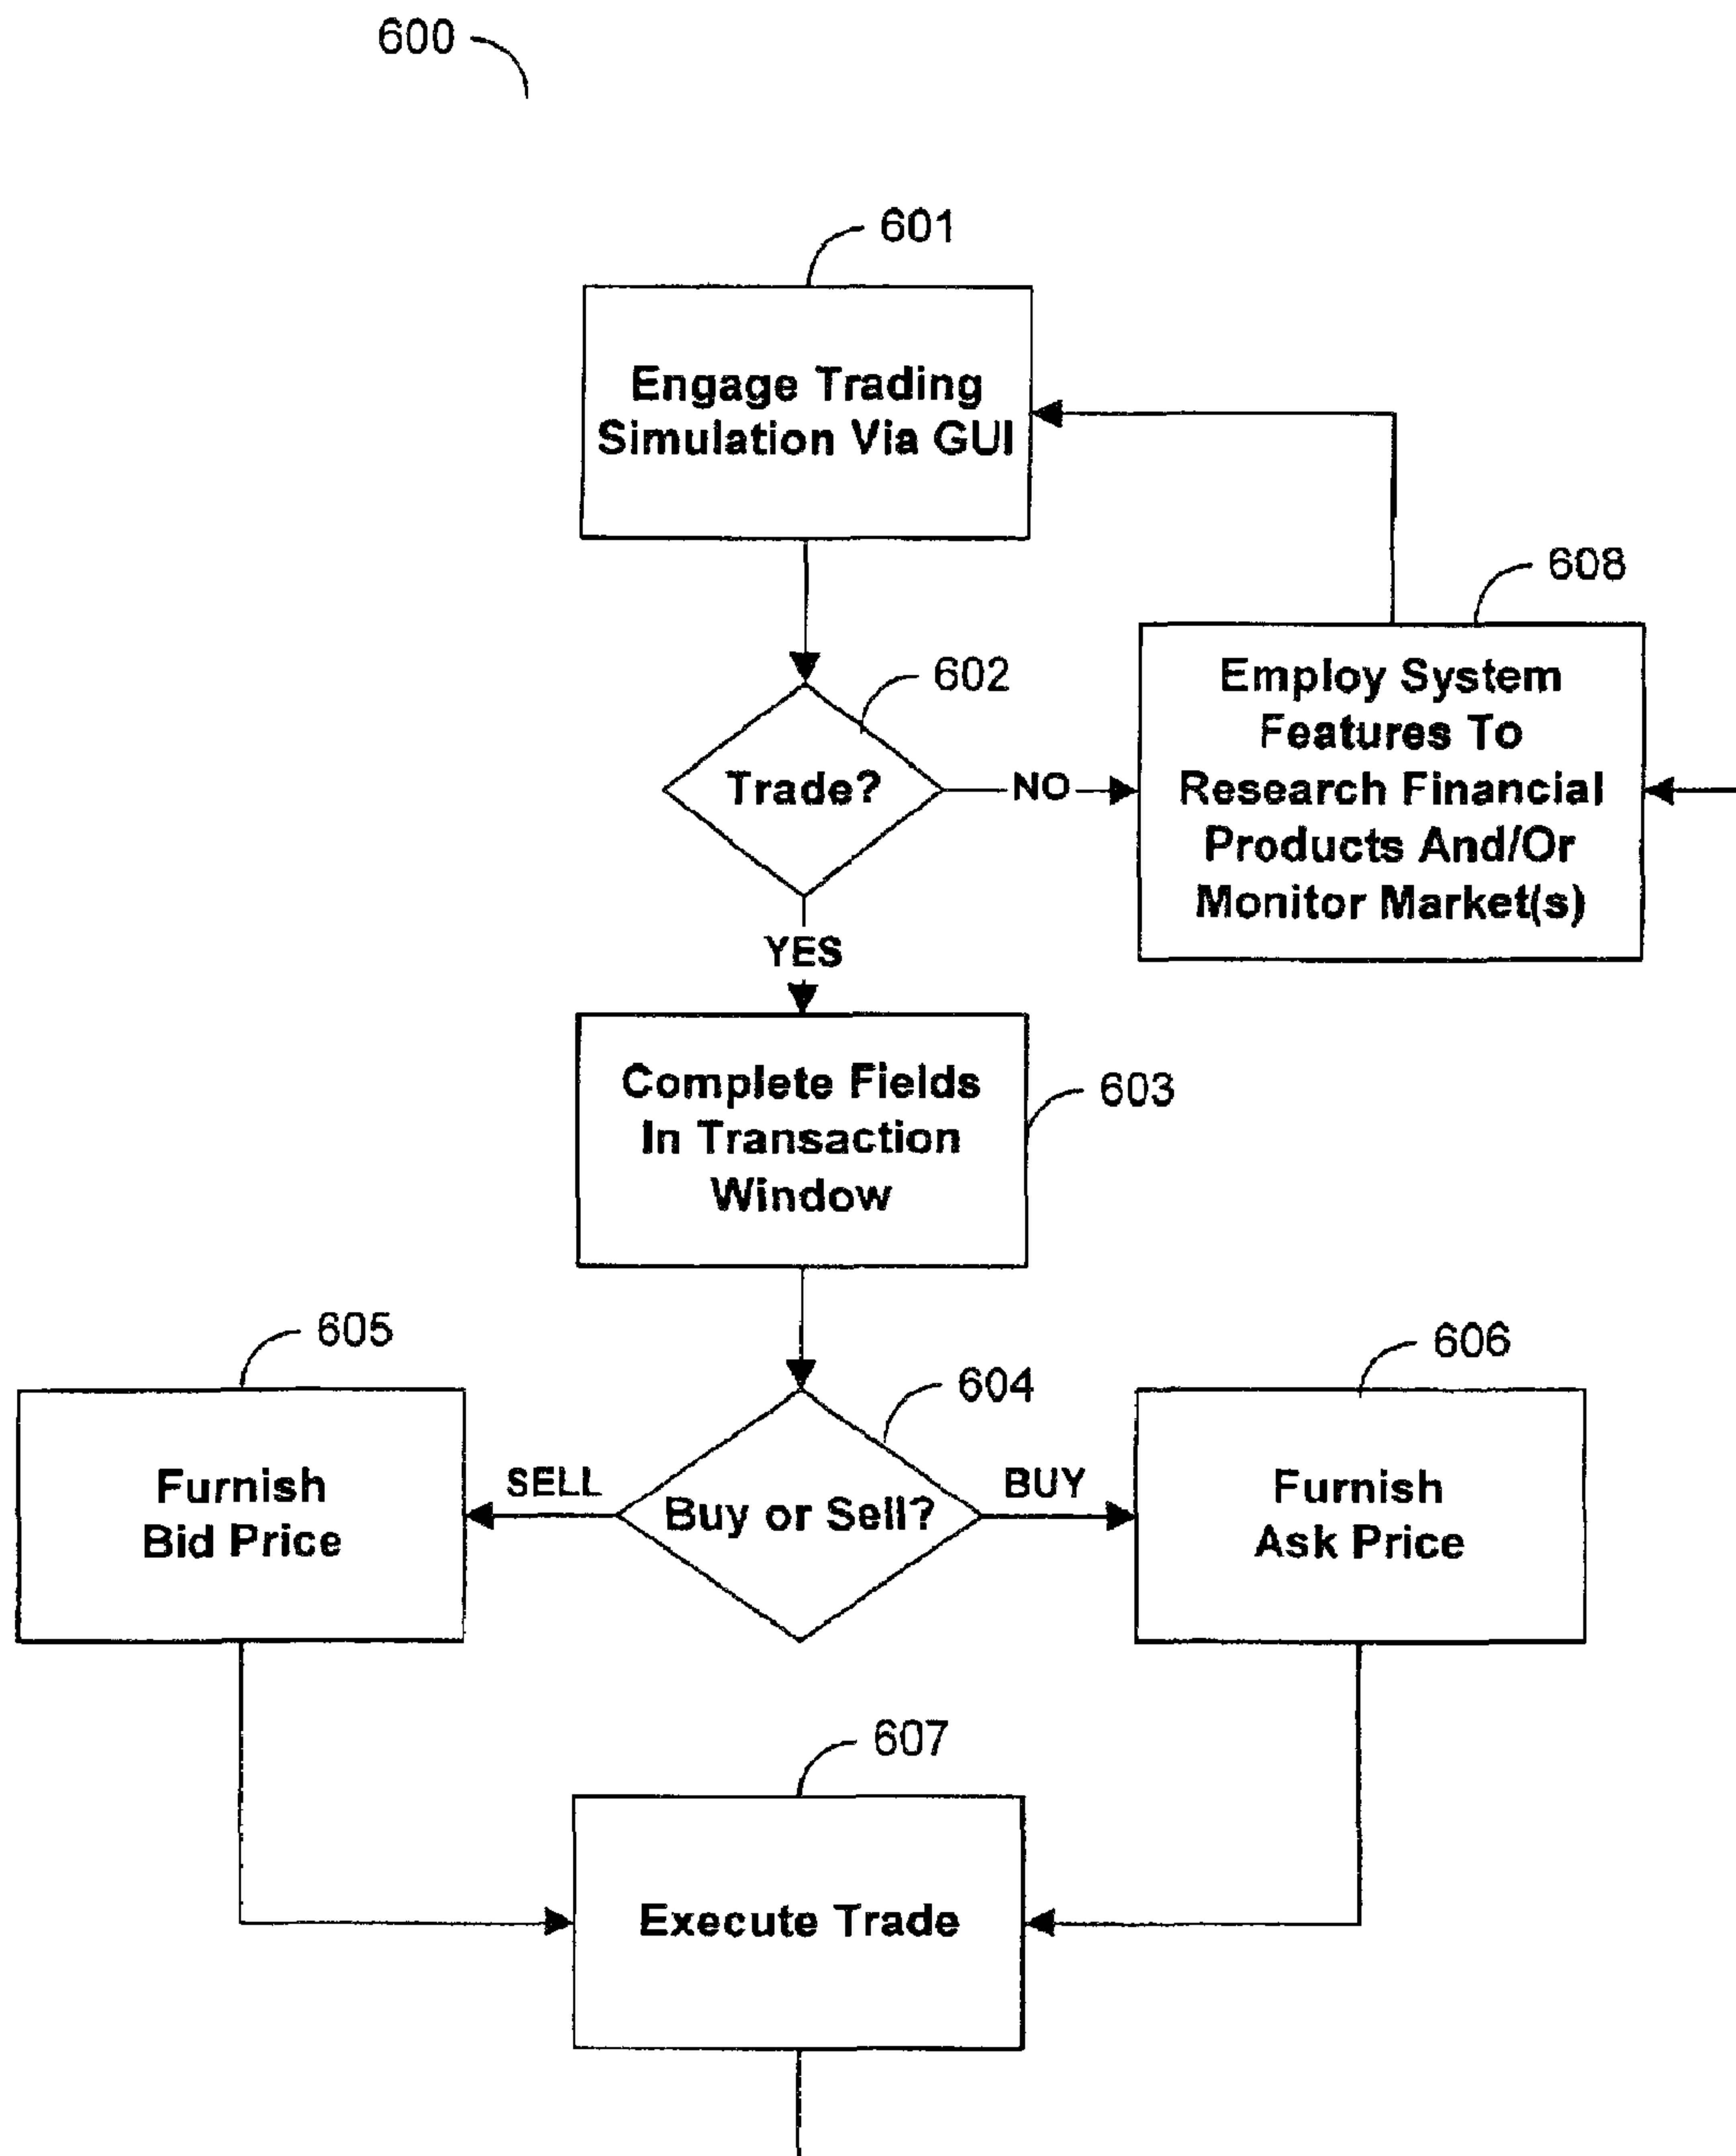 600
601
Engage Trading
Simulation Via GUI
608
Employ System
Features To
Research Financial
Products And/Or
Monitor Market(s)
602
Trade?
NO
YES
Complete Fields
In Transaction
Window
603
605
Furnish
Bid Price
SELL
604
Buy or Sell?
BUY
606
Furnish
Ask Price
607
Execute Trade